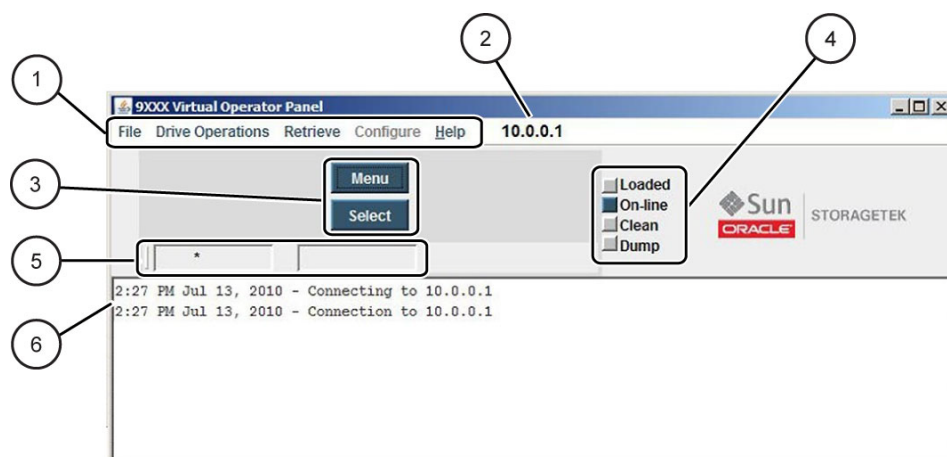 2
4
1
9XXX Virtual Operator Panel
File Drive Operations Retrieve Configure Help 10.0.0.1
3
Menu
Select
Loaded
On-line
Clean
Dump
Sun
ORACLE
STORAGETEK
5
*
2:27 PM Jul 13, 2010 - Connecting to 10.0.0.1
2:27 PM Jul 13, 2010 - Connection to 10.0.0.1
6